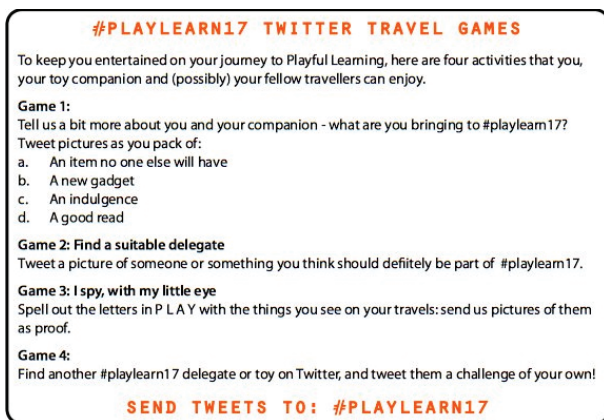 #PLAYLEARN17 TWITTER TRAVEL GAMES
To keep you entertained on your journey to Playful Learning, here are four activities that you,
your toy companion and (possibly) your fellow travellers can enjoy.
Game 1:
Tell us a bit more about you and your companion - what are you bringing to #playlearn17?
Tweet pictures as you pack of:
a. An item no one else will have
b. A new gadget
c. An indulgence
d. A good read
Game 2: Find a suitable delegate
Tweet a picture of someone or something you think should defiitely be part of #playlearn17.
Game 3: I spy, with my little eye
Spell out the letters in P L A Y with the things you see on your travels: send us pictures of them
as proof.
Game 4:
Find another #playlearn17 delegate or toy on Twitter, and tweet them a challenge of your own!
SEND TWEETS TO: #PLAYLEARN17